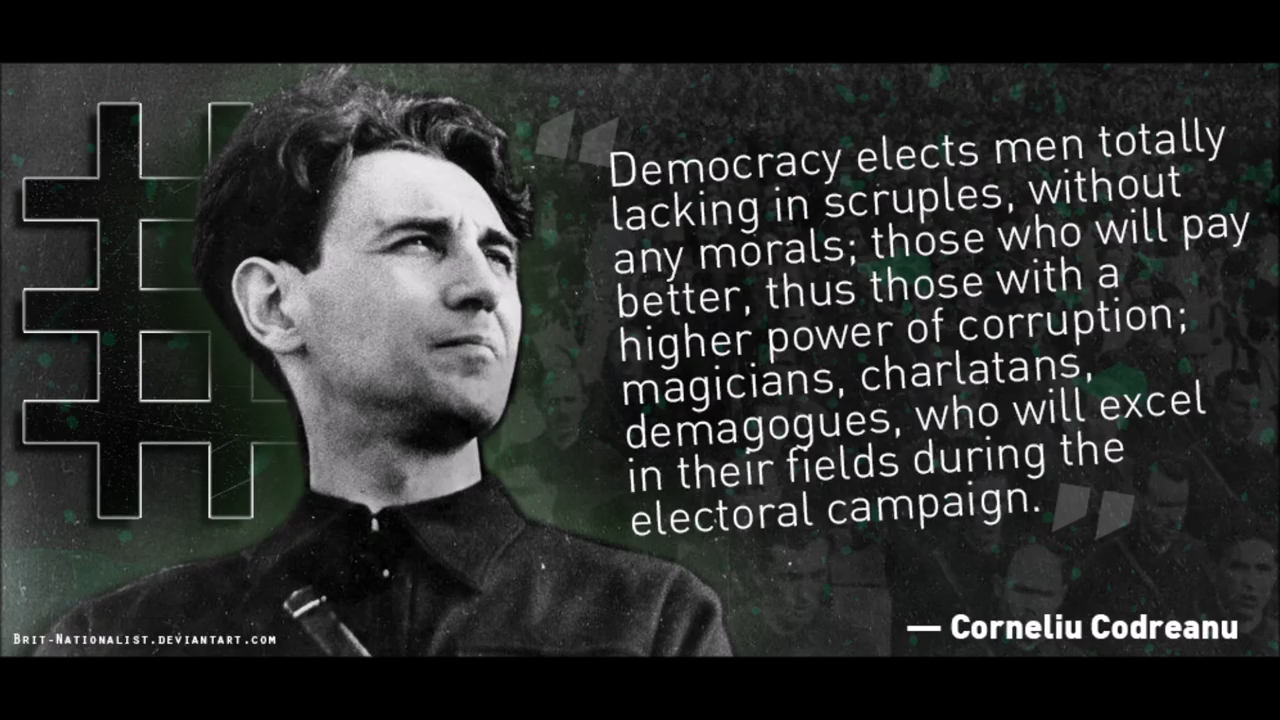 “Democracy elects men totally
lacking in scruples, without
any morals; those who will pay
better, thus those with a
higher power of corruption;
magicians, charlatans,
demagogues, who will excel
in their fields during the
electoral campaign.”
— Corneliu Codreanu
Brit-Nationalist.deviantart.com